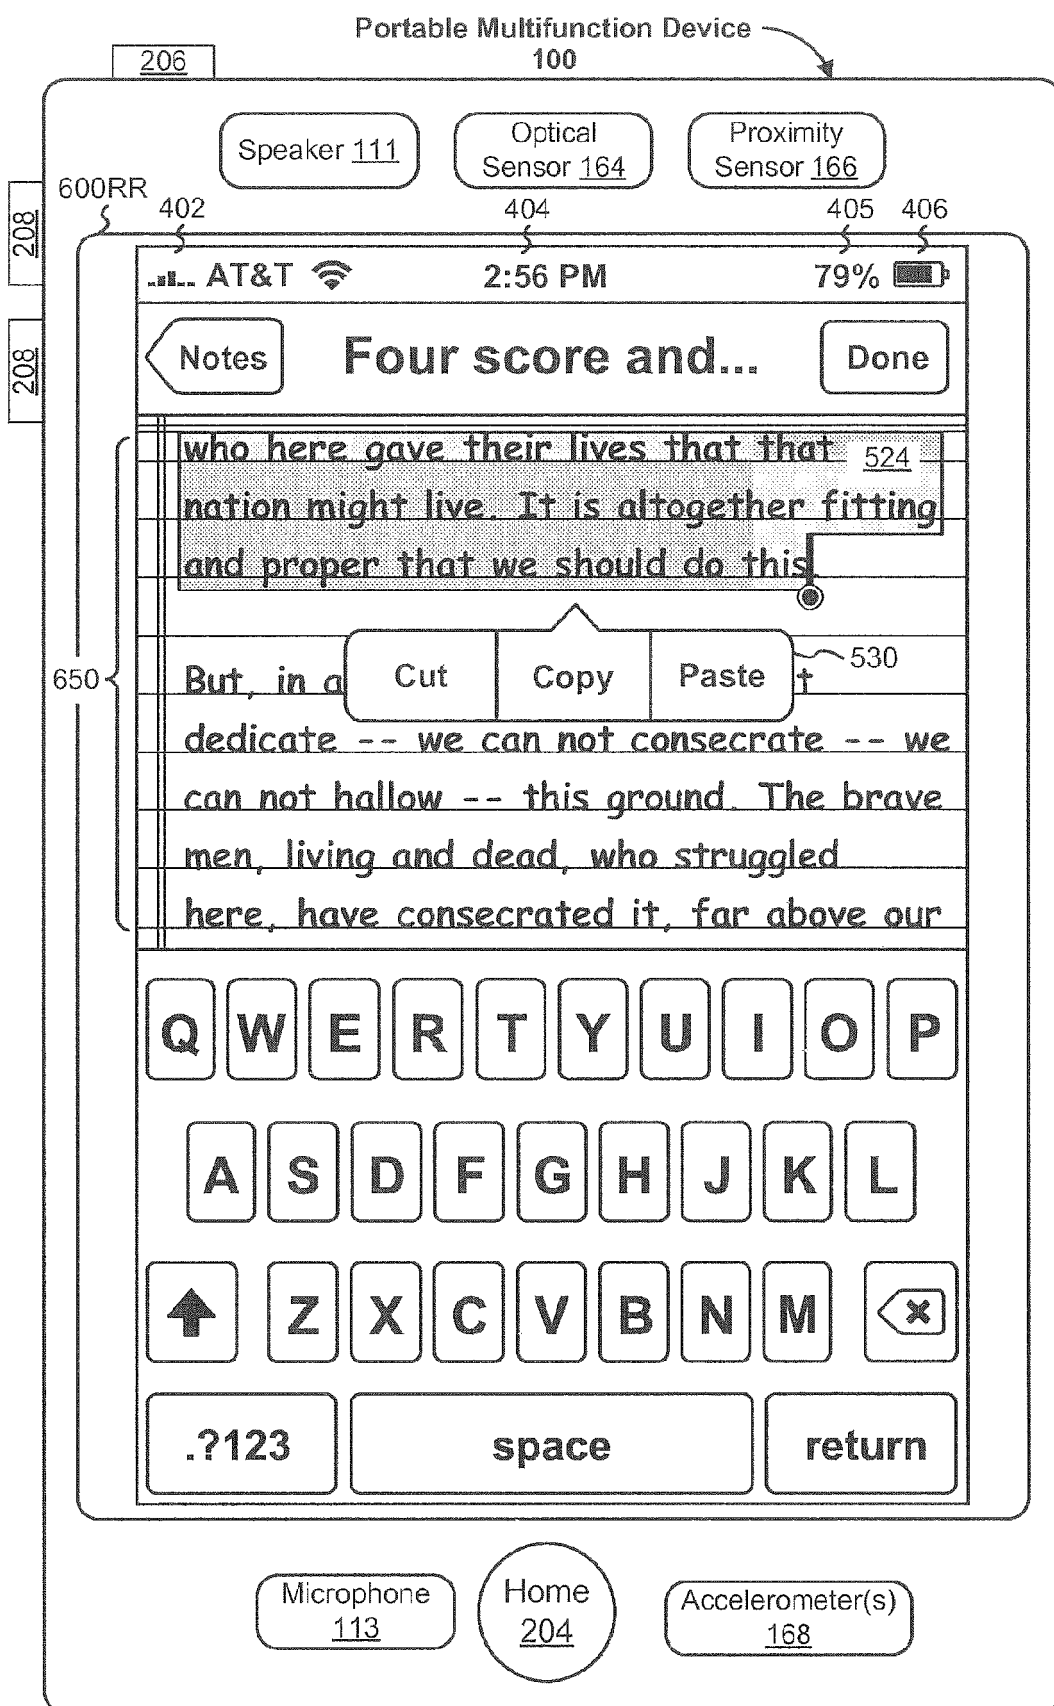 Portable Multifunction Device
100
206
Speaker 111
Optical
Sensor 164
Proximity
Sensor 166
208
208
600RR
402
404
405
406
AT&T
2:56 PM
79%
Notes
Four score and...
Done
who here gave their lives that that
524
nation might live. It is altogether fitting
and proper that we should do this.
650
Cut
Copy
Paste
530
But, in a
t
dedicate -- we can not consecrate -- we
can not hallow -- this ground. The brave
men, living and dead, who struggled
here, have consecrated it, far above our
Q W E R T Y U I O P
A S D F G H J K L
Z X C V B N M
.?123
space
return
Microphone
113
Home
204
Accelerometer(s)
168